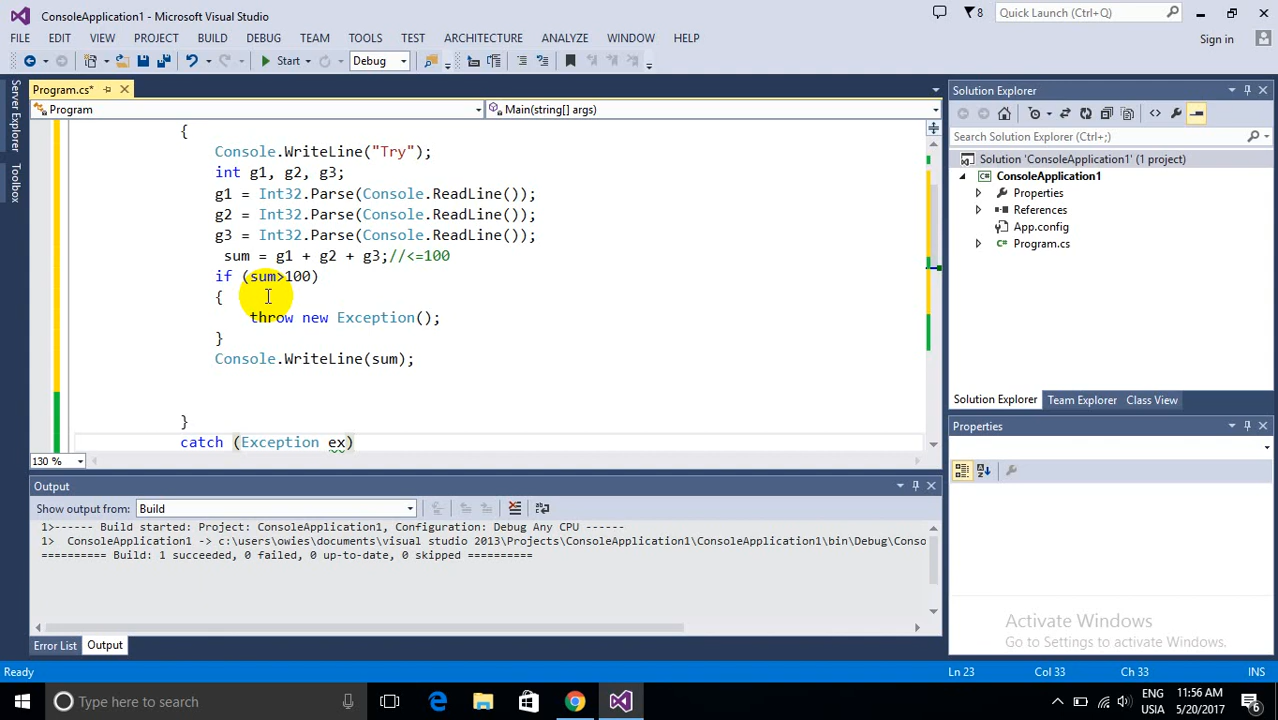 ConsoleApplication1 - Microsoft Visual Studio
8
Quick Launch (Ctrl+Q)
FILE EDIT VIEW PROJECT BUILD DEBUG TEAM TOOLS TEST ARCHITECTURE ANALYZE WINDOW HELP
Sign in
Start Debug
Server Explorer
Toolbox
Program.cs*
Program
Main(string[] args)
{
Console.WriteLine("Try");
int g1, g2, g3;
g1 = Int32.Parse(Console.ReadLine());
g2 = Int32.Parse(Console.ReadLine());
g3 = Int32.Parse(Console.ReadLine());
sum = g1 + g2 + g3;//<=100
if (sum>100)
{
throw new Exception();
}
Console.WriteLine(sum);
}
catch (Exception ex)
130 %
Solution Explorer
Search Solution Explorer (Ctrl+;)
Solution 'ConsoleApplication1' (1 project)
ConsoleApplication1
Properties
References
App.config
Program.cs
Solution Explorer Team Explorer Class View
Properties
Output
Show output from: Build
1>------ Build started: Project: ConsoleApplication1, Configuration: Debug Any CPU ------
1>  ConsoleApplication1 -> c:\users\owies\documents\visual studio 2013\Projects\ConsoleApplication1\ConsoleApplication1\bin\Debug\Conso
========== Build: 1 succeeded, 0 failed, 0 up-to-date, 0 skipped ==========
Error List Output
Activate Windows
Go to Settings to activate Windows.
Ready
Ln 23 Col 33 Ch 33 INS
Type here to search
ENG
USIA
11:56 AM
5/20/2017
6